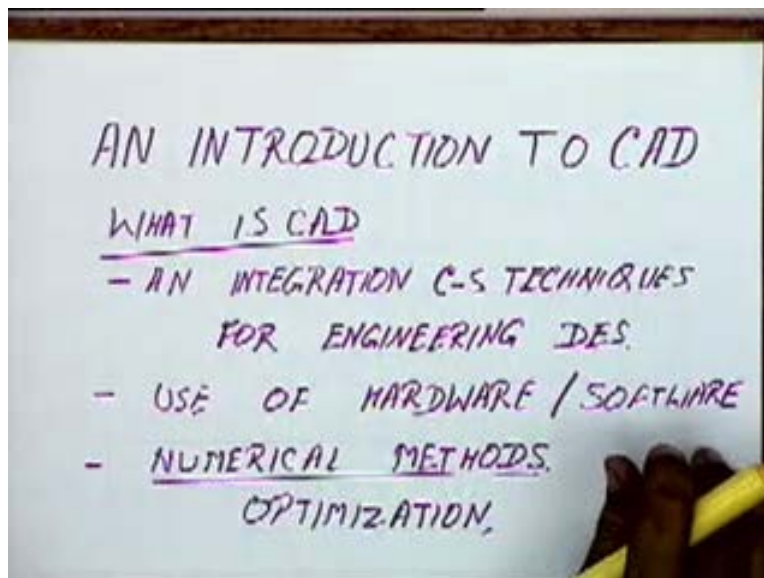 AN INTRODUCTION TO CAD
WHAT IS CAD
- AN INTEGRATION C-S TECHNIQUES
FOR ENGINEERING DES.
- USE OF HARDWARE / SOFTWARE
- NUMERICAL METHODS.
OPTIMIZATION,